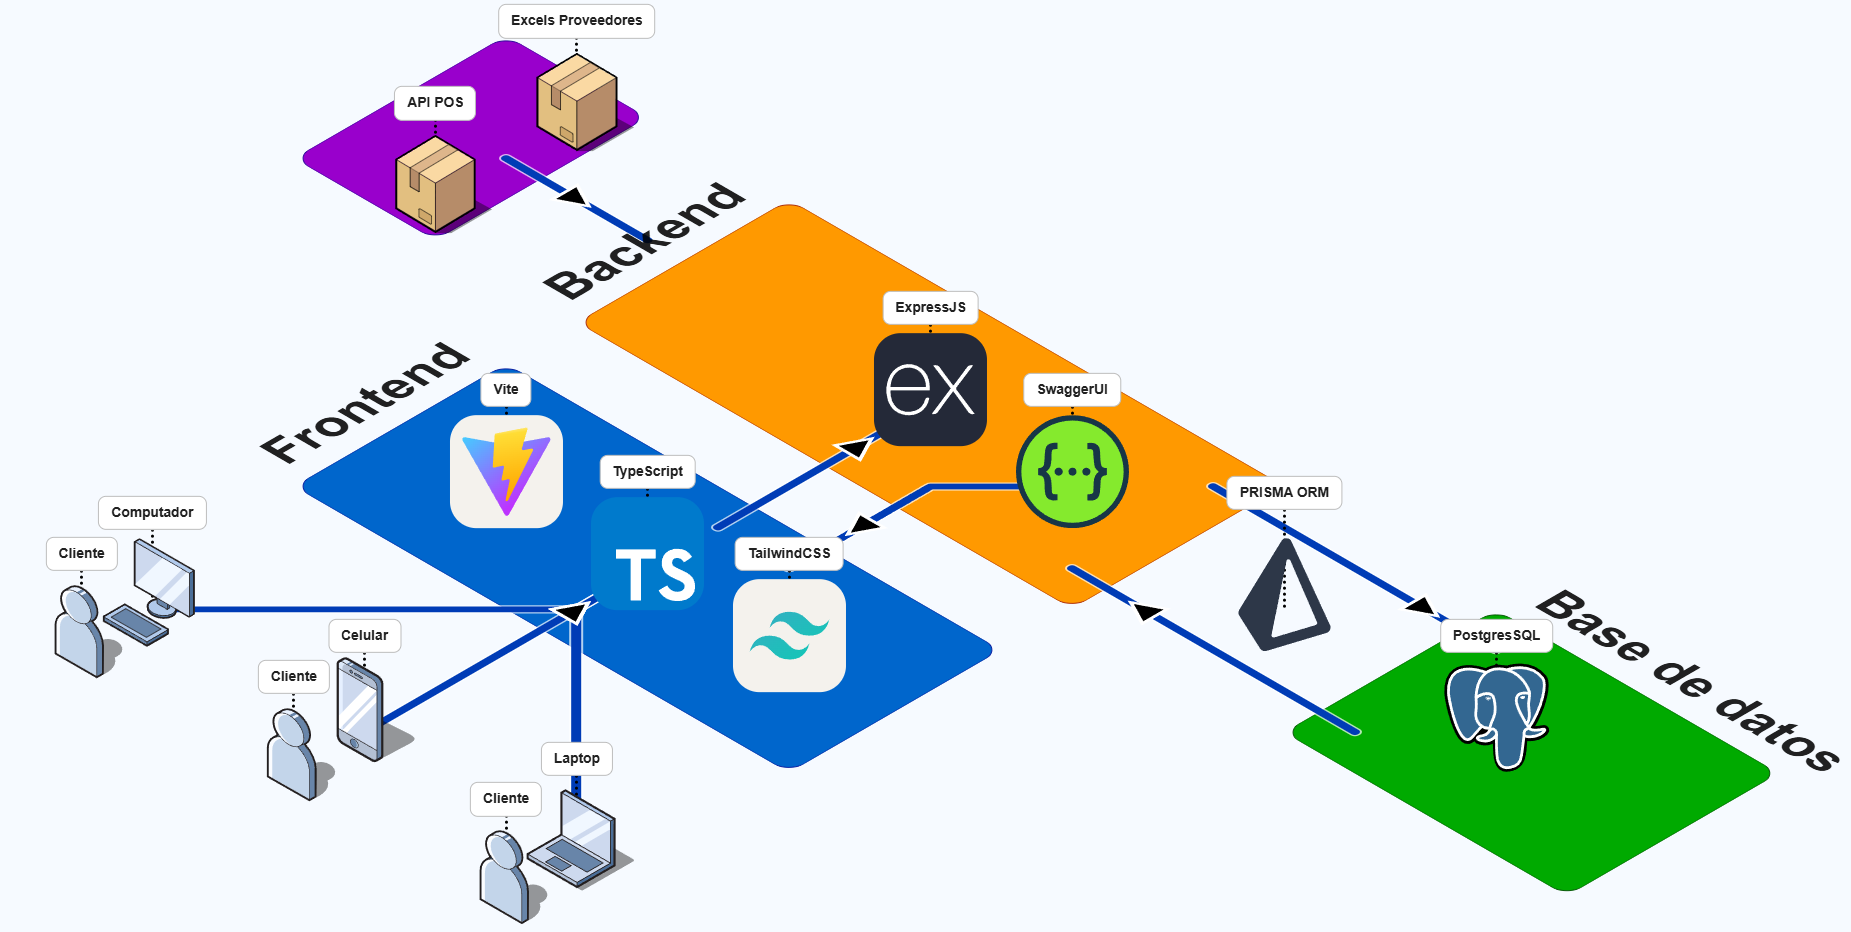 Excels Proveedores
API POS
Backend
ExpressJS
ex
SwaggerUI
{...}
Frontend
Vite
TypeScript
TS
TailwindCSS
PRISMA ORM
Base de datos
PostgresSQL
Computador
Cliente
Celular
Cliente
Laptop
Cliente